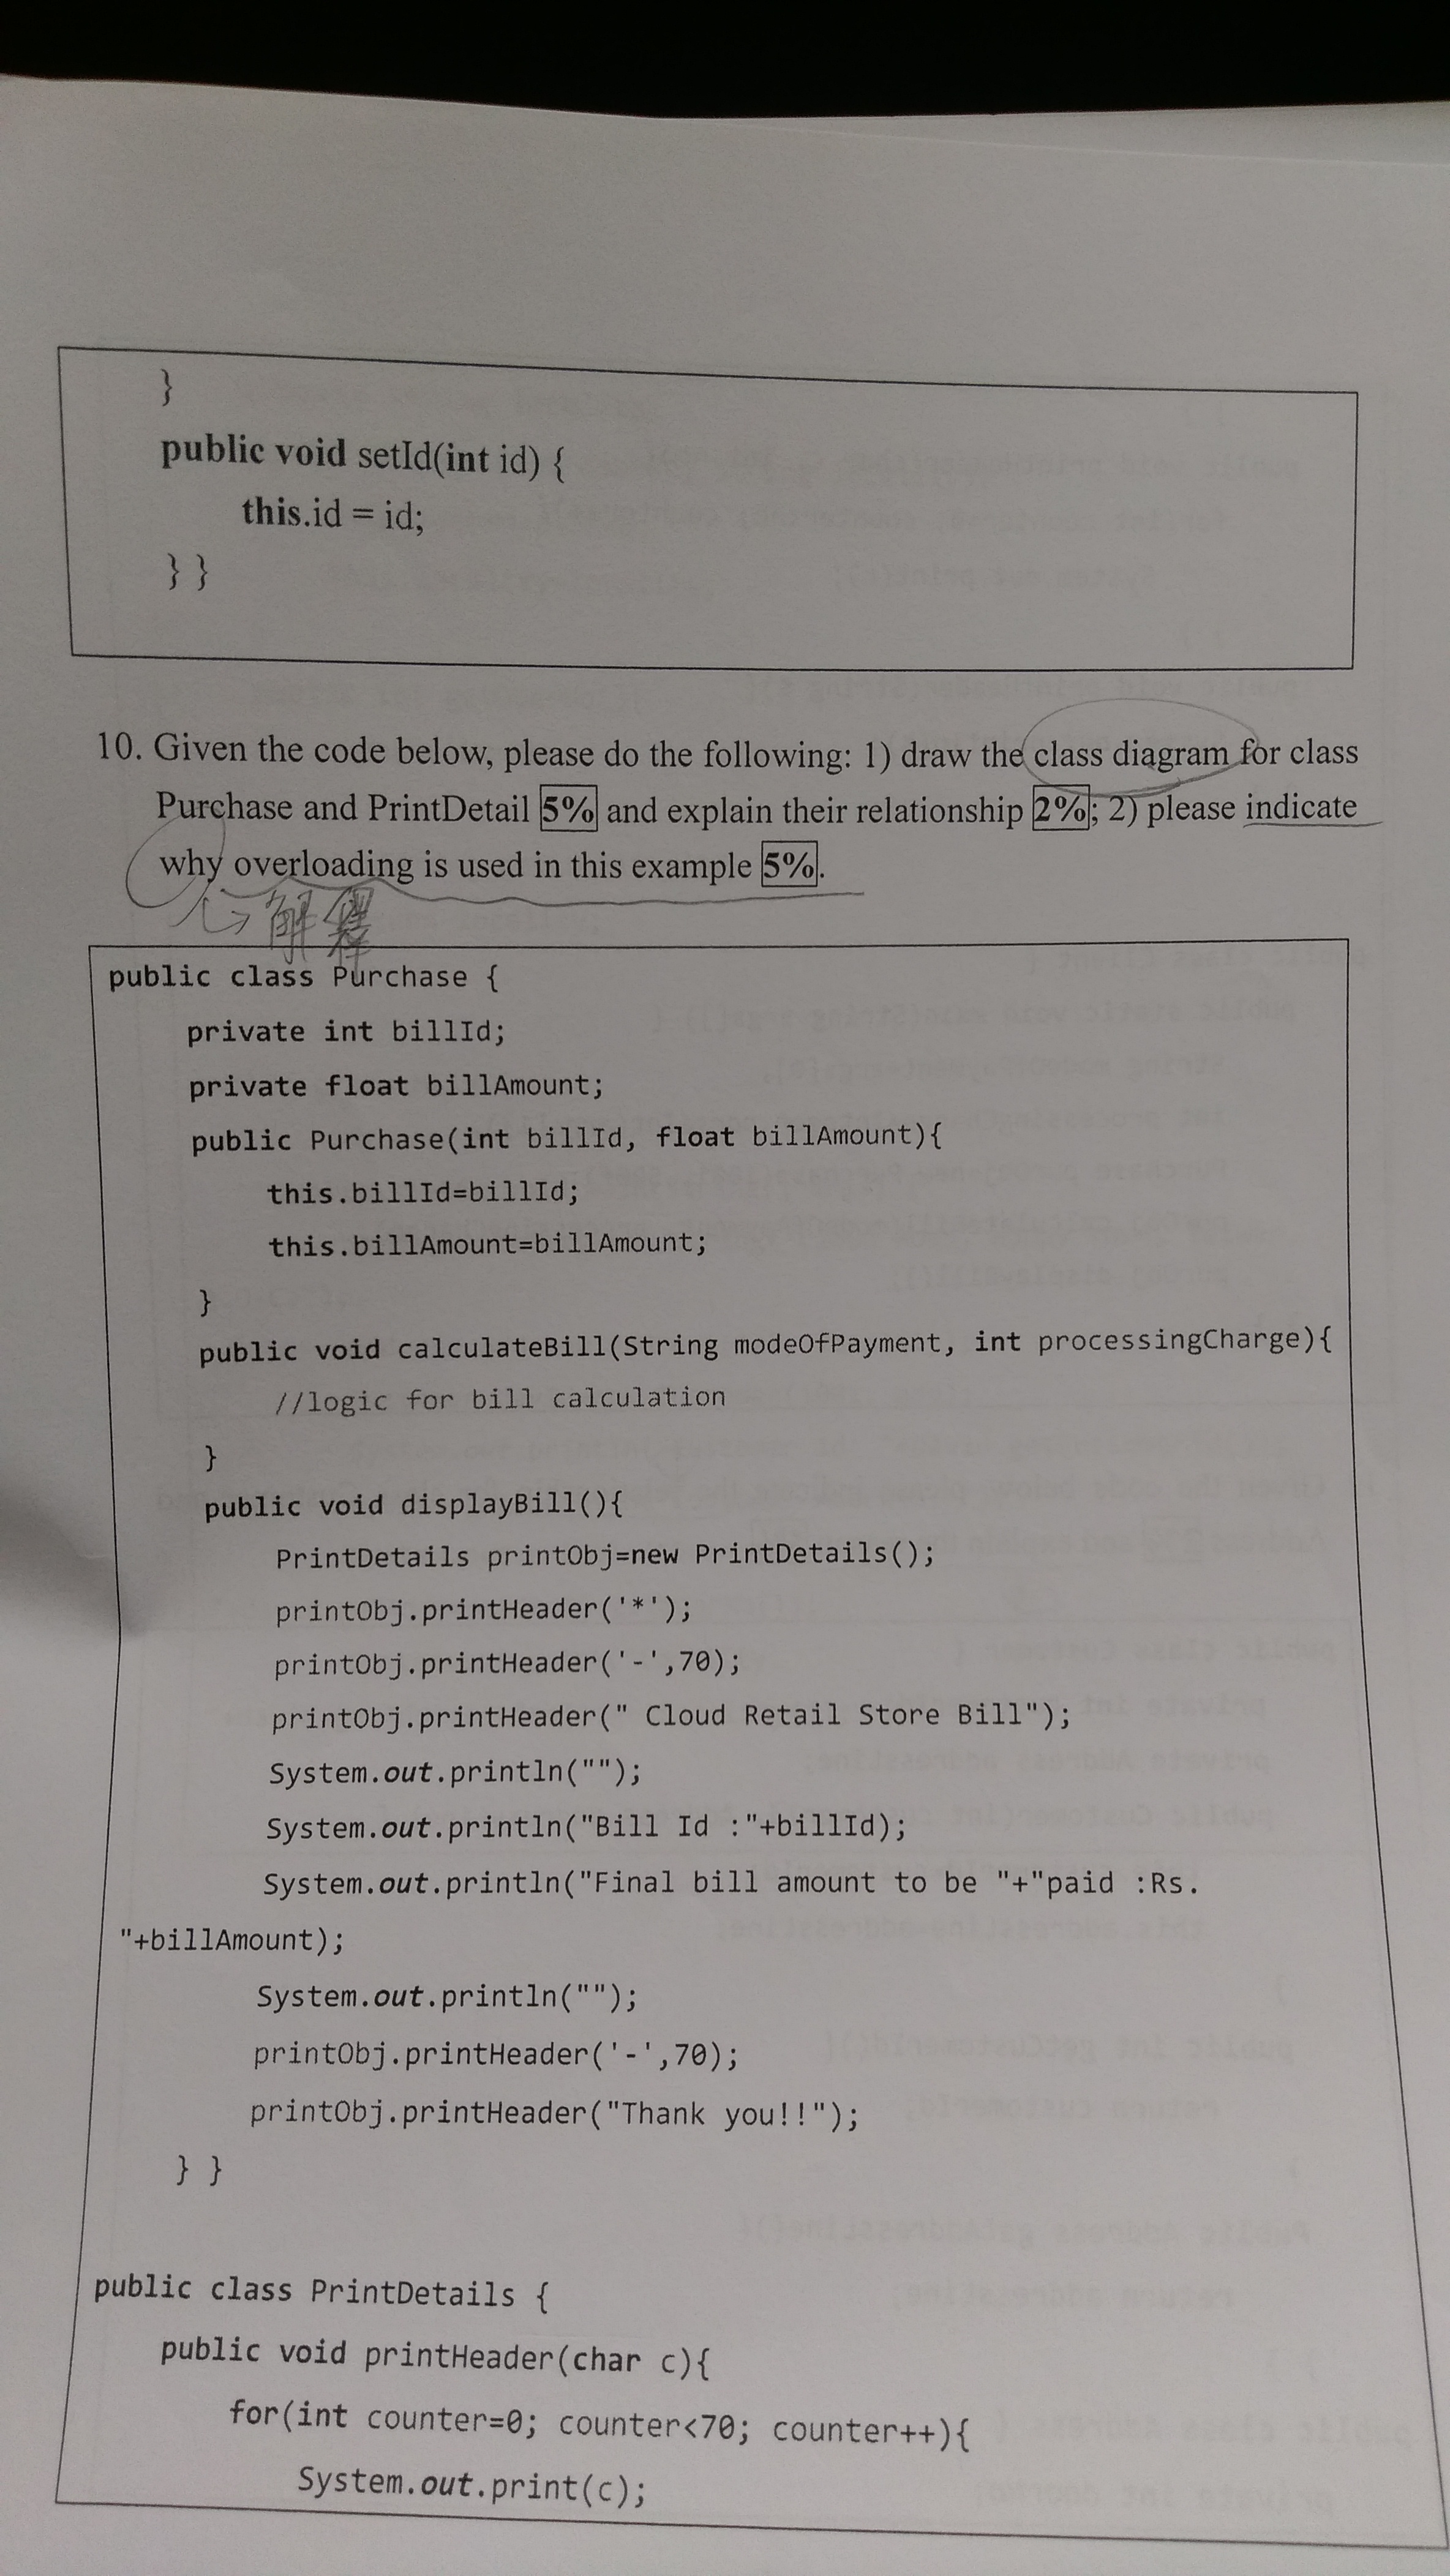 }
public void setId(int id) {
this.id = id;
} }
10. Given the code below, please do the following: 1) draw the class diagram for class
Purchase and PrintDetail 5% and explain their relationship 2%; 2) please indicate
why overloading is used in this example 5%.
解釋
public class Purchase {
private int billId;
private float billAmount;
public Purchase(int billId, float billAmount){
this.billId=billId;
this.billAmount=billAmount;
}
public void calculateBill(String modeOfPayment, int processingCharge){
//logic for bill calculation
}
public void displayBill(){
PrintDetails printObj=new PrintDetails();
printObj.printHeader('*');
printObj.printHeader('-',70);
printObj.printHeader(" Cloud Retail Store Bill");
System.out.println("");
System.out.println("Bill Id :"+billId);
System.out.println("Final bill amount to be "+"paid :Rs.
"+billAmount);
System.out.println("");
printObj.printHeader('-',70);
printObj.printHeader("Thank you!!");
} }
public class PrintDetails {
public void printHeader(char c){
for(int counter=0; counter<70; counter++){
System.out.print(c);